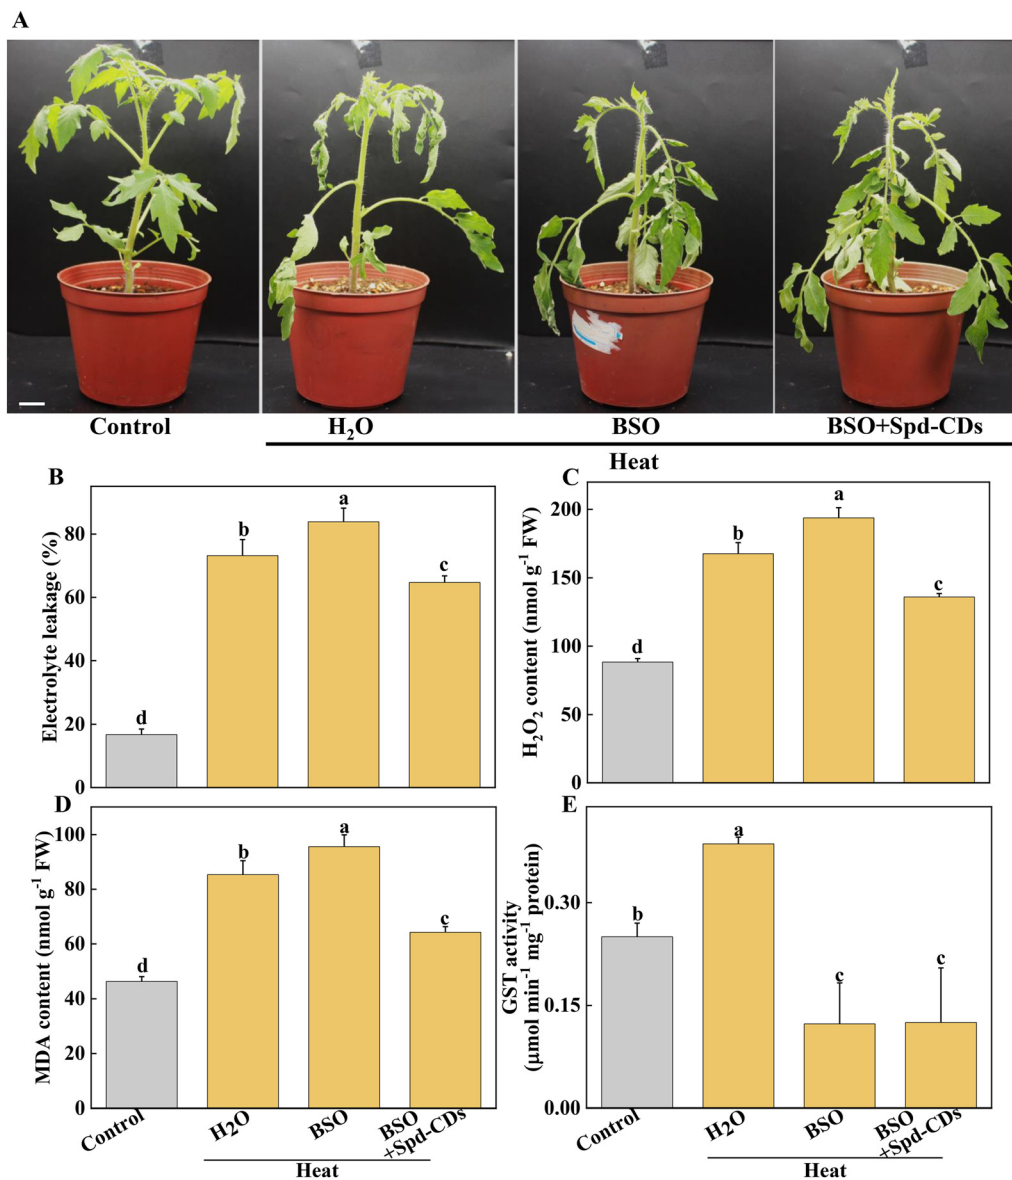 A
Control
H₂O
BSO
BSO+Spd-CDs
Heat
B
Electrolyte leakage (%)
80
60
40
20
0
d
b
a
c
C
H₂O₂ content (nmol g⁻¹ FW)
200
150
100
50
0
d
b
a
c
D
MDA content (nmol g⁻¹ FW)
100
80
60
40
20
0
d
b
a
c
Control
H₂O
BSO
BSO
+Spd-CDs
Heat
E
GST activity
(μmol min⁻¹ mg⁻¹ protein)
0.30
0.15
0.00
b
a
c
c
Control
H₂O
BSO
BSO
+Spd-CDs
Heat